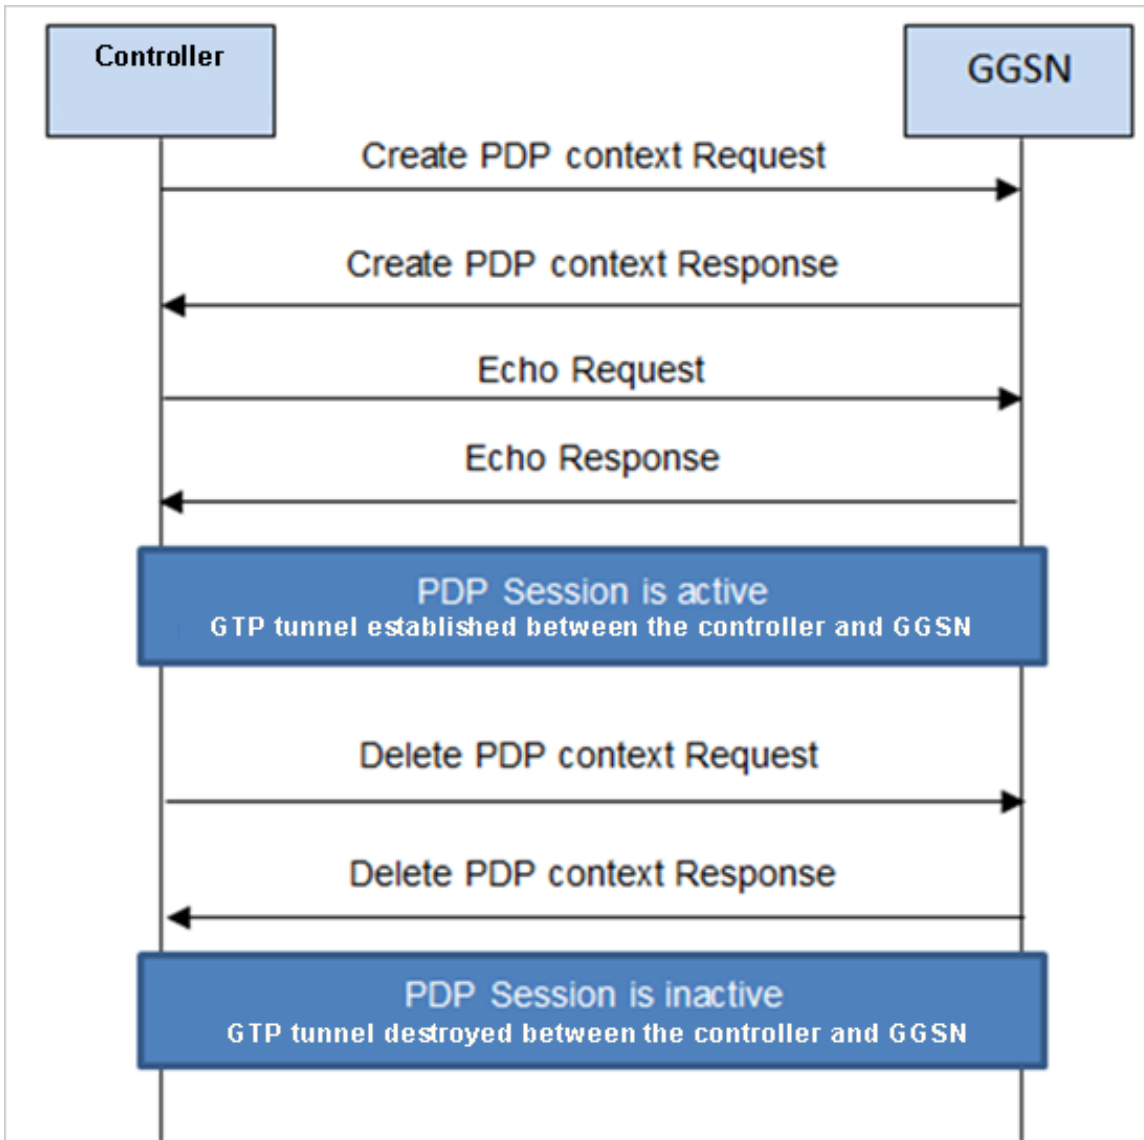 Controller
GGSN
Create PDP context Request
Create PDP context Response
Echo Request
Echo Response
PDP Session is active
GTP tunnel established between the controller and GGSN
Delete PDP context Request
Delete PDP context Response
PDP Session is inactive
GTP tunnel destroyed between the controller and GGSN